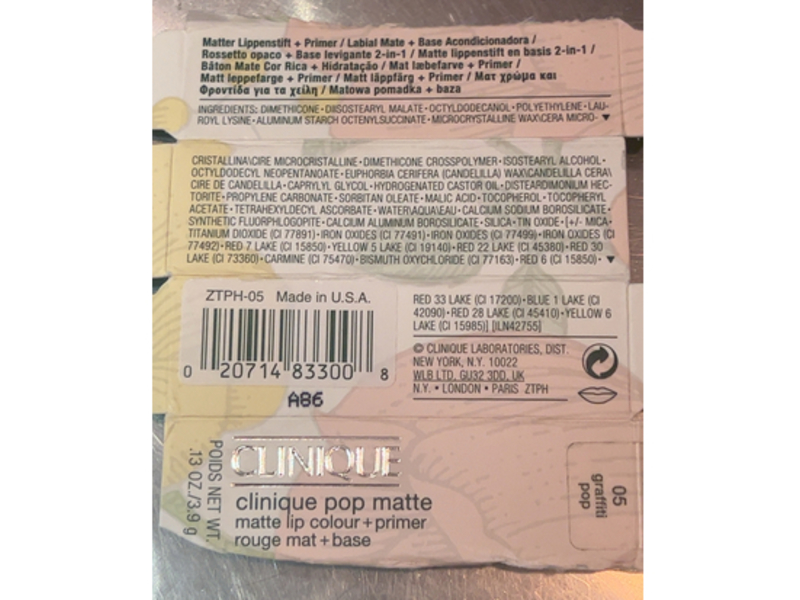 Matter Lippenstift + Primer / Labial Mate + Base Acondicionadora /
Rossetto opaco + Base levigante 2-in-1 / Matte lippenstift en basis 2-in-1 /
Bâton Mate Cor Rica + Hidratação / Mat læbefarve + Primer /
Matt leppefarge + Primer / Matt läppfärg + Primer / Ματ χρώμα και
Φροντίδα για τα χείλη / Matowa pomadka + baza
INGREDIENTS: DIMETHICONE•DIISOSTEARYL MALATE•OCTYLDODECANOL•POLYETHYLENE•LAU-
ROYL LYSINE•ALUMINUM STARCH OCTENYLSUCCINATE•MICROCRYSTALLINE WAX\CERA MICRO-▼
CRISTALLINA\CIRE MICROCRISTALLINE•DIMETHICONE CROSSPOLYMER•ISOSTEARYL ALCOHOL•
OCTYLDODECYL NEOPENTANOATE•EUPHORBIA CERIFERA (CANDELILLA) WAX\CANDELILLA CERA\
CIRE DE CANDELILLA•CAPRYLYL GLYCOL•HYDROGENATED CASTOR OIL•DISTEARDIMONIUM HEC-
TORITE•PROPYLENE CARBONATE•SORBITAN OLEATE•MALIC ACID•TOCOPHEROL•TOCOPHERYL
ACETATE•TETRAHEXYLDECYL ASCORBATE•WATER\AQUA\EAU•CALCIUM SODIUM BOROSILICATE•
SYNTHETIC FLUORPHLOGOPITE•CALCIUM ALUMINUM BOROSILICATE•SILICA•TIN OXIDE•[+/- MICA•
TITANIUM DIOXIDE (CI 77891)•IRON OXIDES (CI 77491)•IRON OXIDES (CI 77499)•IRON OXIDES (CI
77492)•RED 7 LAKE (CI 15850)•YELLOW 5 LAKE (CI 19140)•RED 22 LAKE (CI 45380)•RED 30
LAKE (CI 73360)•CARMINE (CI 75470)•BISMUTH OXYCHLORIDE (CI 77163)•RED 6 (CI 15850)•▼
ZTPH-05 Made in U.S.A.
0 20714 83300 8
A86
RED 33 LAKE (CI 17200)•BLUE 1 LAKE (CI
42090)•RED 28 LAKE (CI 45410)•YELLOW 6
LAKE (CI 15985)] [ILN42755]
© CLINIQUE LABORATORIES, DIST.
NEW YORK, N.Y. 10022
WLB LTD. GU32 3DD, UK
N.Y. • LONDON • PARIS ZTPH
POIDS NET WT.
.13 OZ./3.9 g
CLINIQUE
clinique pop matte
matte lip colour+primer
rouge mat+base
05
graffiti
pop